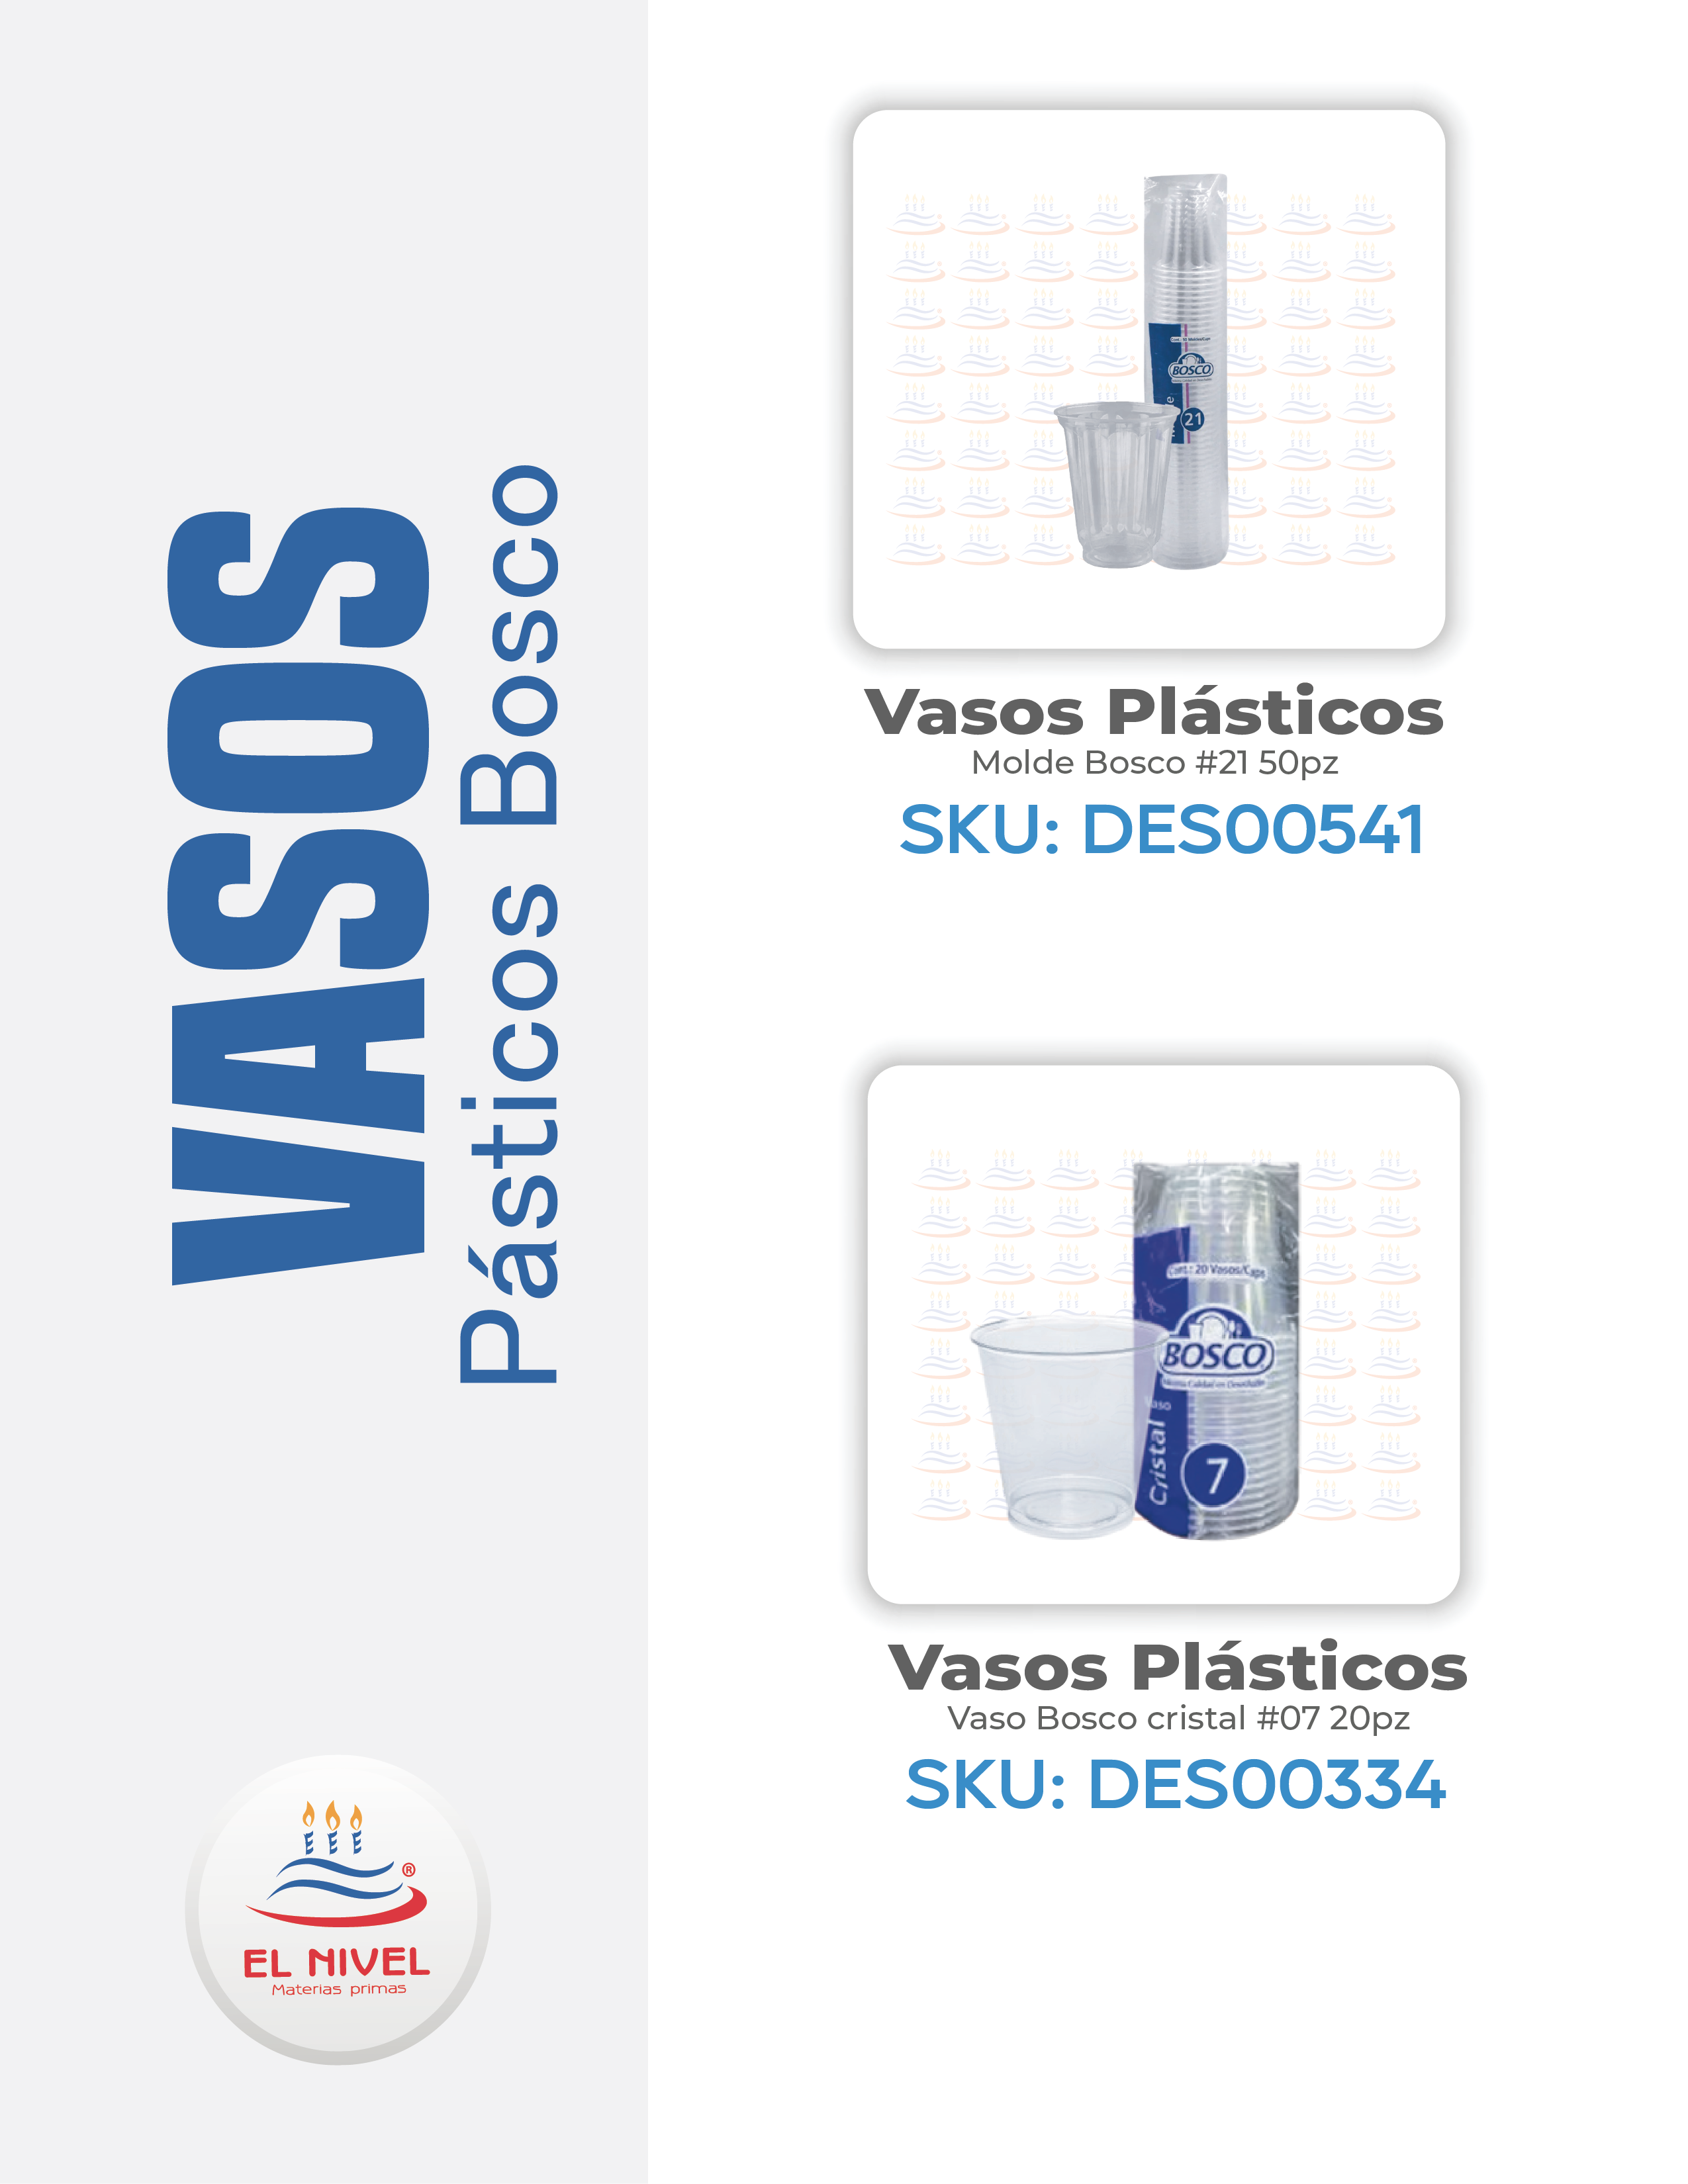 VASOS
Pásticos Bosco
BOSCO
21
Vasos Plásticos
Molde Bosco #21 50pz
SKU: DES00541
Cont.: 20 Vasos/Caps
BOSCO
Vaso
Cristal
7
Vasos Plásticos
Vaso Bosco cristal #07 20pz
SKU: DES00334
®
EL NIVEL
Materias primas